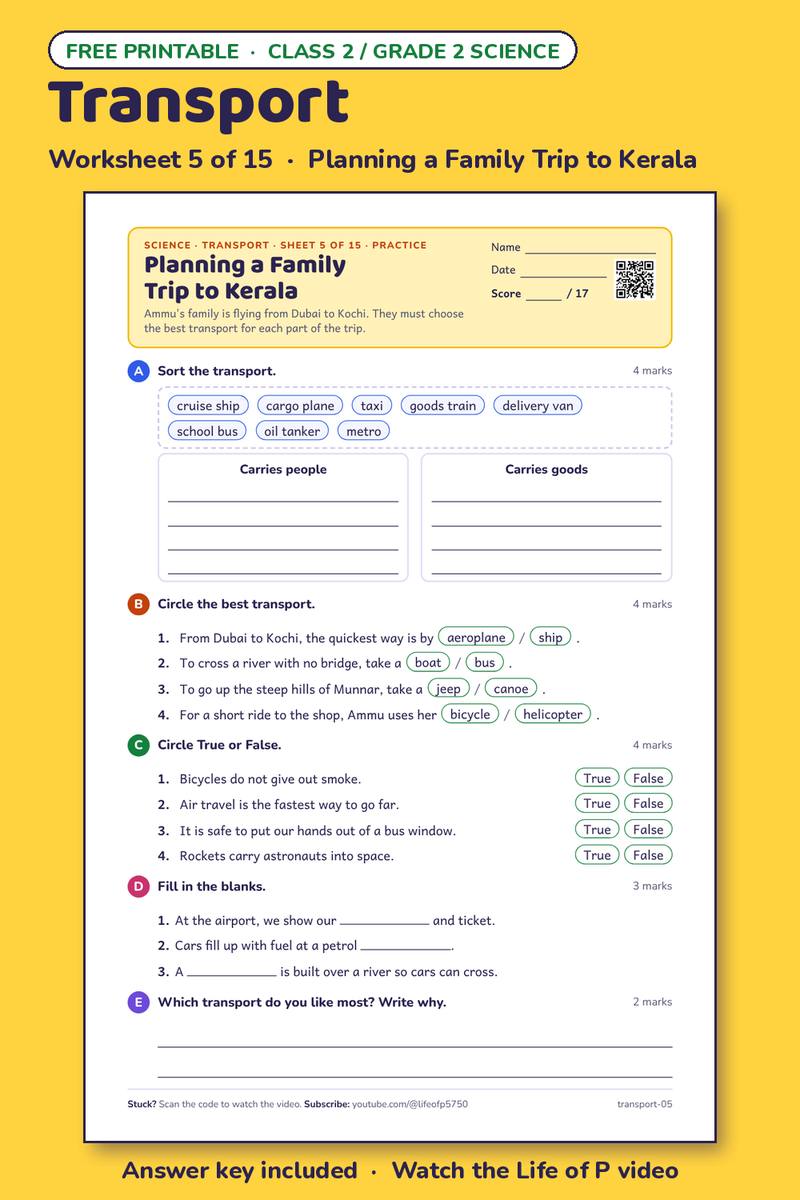 FREE PRINTABLE · CLASS 2 / GRADE 2 SCIENCE
Transport
Worksheet 5 of 15 · Planning a Family Trip to Kerala
SCIENCE · TRANSPORT · SHEET 5 OF 15 · PRACTICE
Planning a Family
Trip to Kerala
Ammu's family is flying from Dubai to Kochi. They must choose
the best transport for each part of the trip.
Name
Date
Score ______ / 17
A Sort the transport. 4 marks
cruise ship cargo plane taxi goods train delivery van
school bus oil tanker metro
Carries people Carries goods
B Circle the best transport. 4 marks
1. From Dubai to Kochi, the quickest way is by aeroplane / ship .
2. To cross a river with no bridge, take a boat / bus .
3. To go up the steep hills of Munnar, take a jeep / canoe .
4. For a short ride to the shop, Ammu uses her bicycle / helicopter .
C Circle True or False. 4 marks
1. Bicycles do not give out smoke. True False
2. Air travel is the fastest way to go far. True False
3. It is safe to put our hands out of a bus window. True False
4. Rockets carry astronauts into space. True False
D Fill in the blanks. 3 marks
1. At the airport, we show our ____________ and ticket.
2. Cars fill up with fuel at a petrol ____________.
3. A ____________ is built over a river so cars can cross.
E Which transport do you like most? Write why. 2 marks
Stuck? Scan the code to watch the video. Subscribe: youtube.com/@lifeofp5750 transport-05
Answer key included · Watch the Life of P video